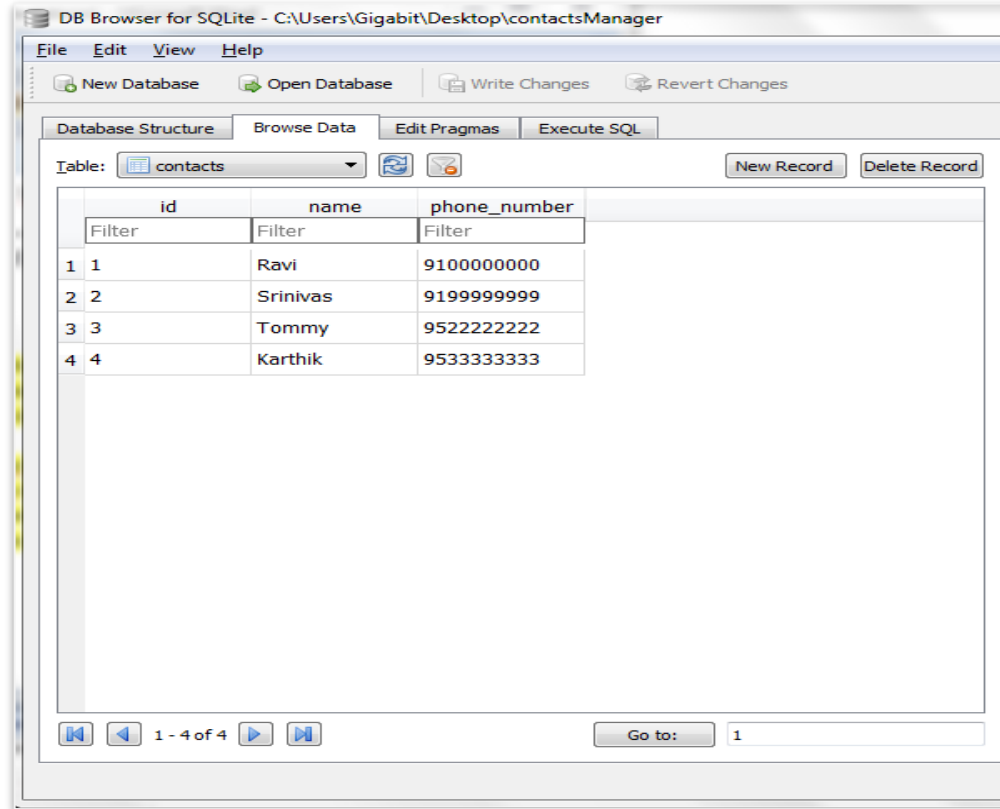 DB Browser for SQLite - C:\Users\Gigabit\Desktop\contactsManager
File Edit View Help
New Database Open Database Write Changes Revert Changes
Database Structure Browse Data Edit Pragmas Execute SQL
Table: contacts New Record Delete Record
id name phone_number
Filter Filter Filter
1 1 Ravi 9100000000
2 2 Srinivas 9199999999
3 3 Tommy 9522222222
4 4 Karthik 9533333333
1 - 4 of 4 Go to: 1